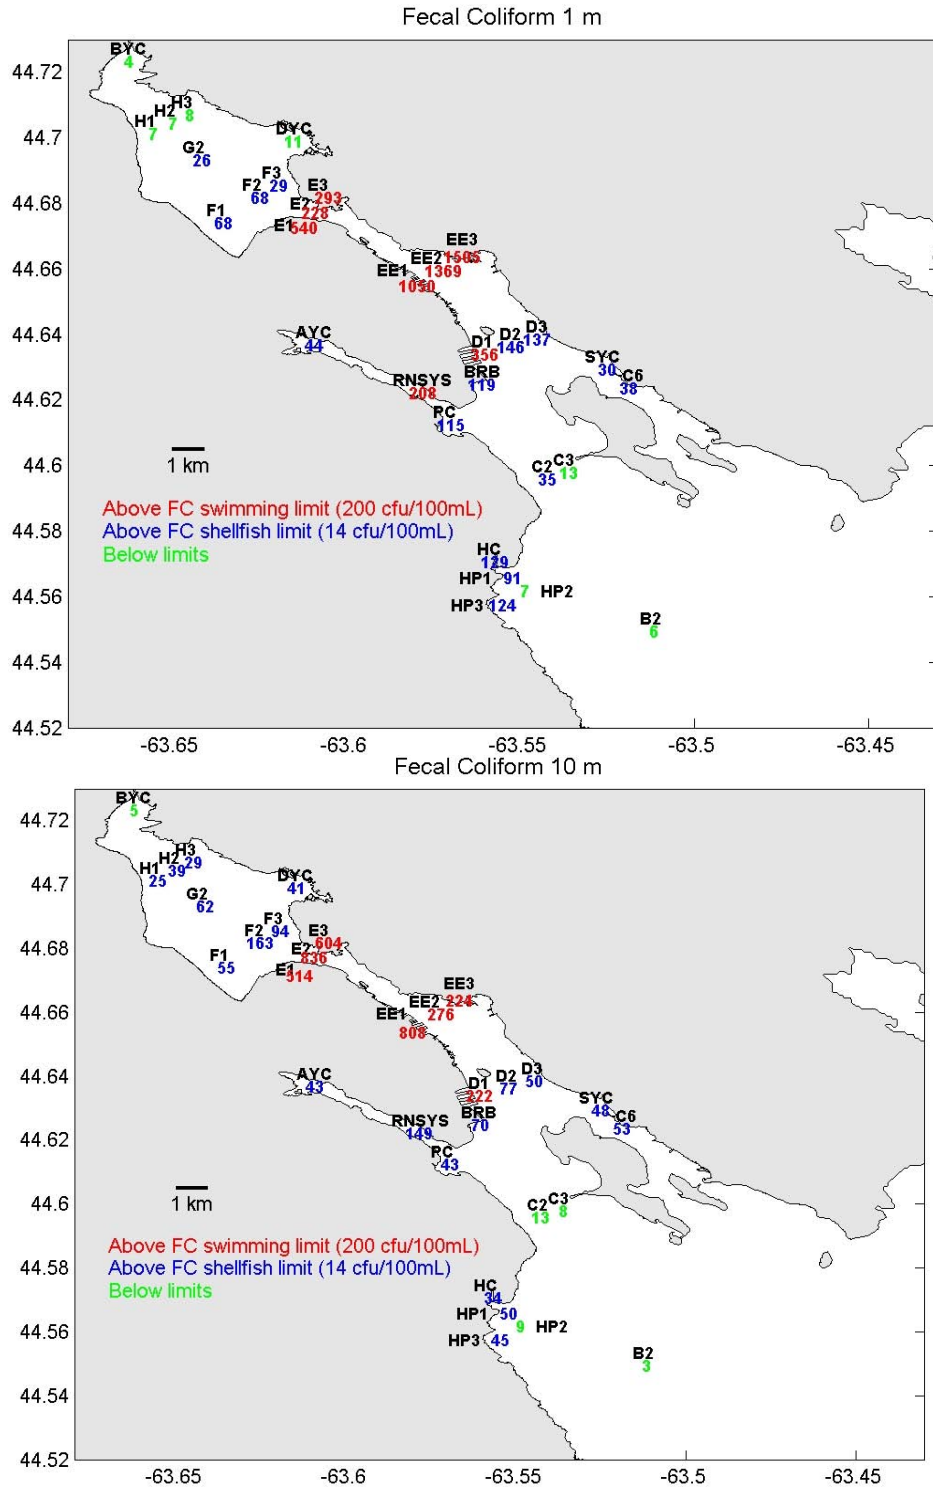 Fecal Coliform 1 m
BYC
44.72
4
H3
H2
8
H1
7
7
DYC
44.7
11
G2
26
F3
F2
29
E3
44.68
68
293
E2
F1
228
68
E1
540
EE3
44.66
EE2
1505
EE1
1369
1050
44.64
AYC
D1
D2
D3
44
356
146
137
SYC
BRB
30
RNSYS
119
C6
44.62
208
38
PC
115
44.6
1 km
C2
C3
35
13
Above FC swimming limit (200 cfu/100mL)
44.58
Above FC shellfish limit (14 cfu/100mL)
Below limits
HC
129
HP1
91
44.56
7
HP2
HP3
124
B2
6
44.54
44.52
-63.65
-63.6
-63.55
-63.5
-63.45
Fecal Coliform 10 m
BYC
44.72
5
H3
H2
29
H1
39
25
DYC
44.7
41
G2
62
F3
F2
94
E3
44.68
163
604
E2
F1
836
55
E1
514
EE3
44.66
EE2
224
EE1
276
808
44.64
AYC
D1
D2
D3
43
222
77
50
SYC
BRB
48
RNSYS
70
C6
44.62
149
53
PC
43
44.6
1 km
C2
C3
13
8
Above FC swimming limit (200 cfu/100mL)
44.58
Above FC shellfish limit (14 cfu/100mL)
Below limits
HC
34
HP1
50
44.56
9
HP2
HP3
45
B2
3
44.54
44.52
-63.65
-63.6
-63.55
-63.5
-63.45